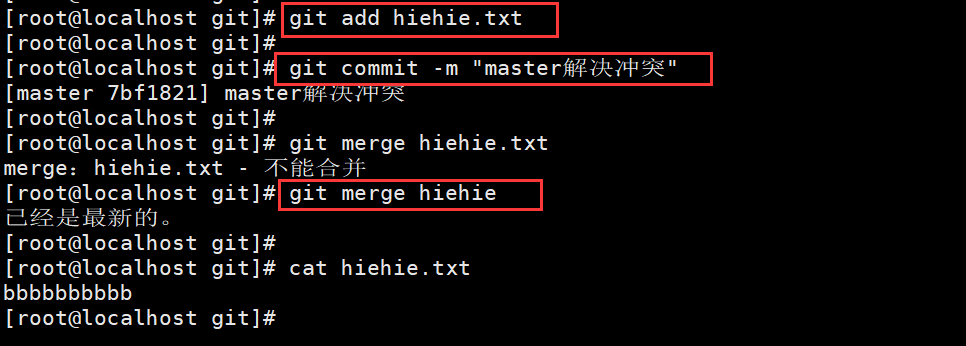 [root@localhost git]# git add hiehie.txt
[root@localhost git]#
[root@localhost git]# git commit -m "master解决冲突"
[master 7bf1821] master解决冲突
[root@localhost git]#
[root@localhost git]# git merge hiehie.txt
merge：hiehie.txt - 不能合并
[root@localhost git]# git merge hiehie
已经是最新的。
[root@localhost git]#
[root@localhost git]# cat hiehie.txt
bbbbbbbbbb
[root@localhost git]#